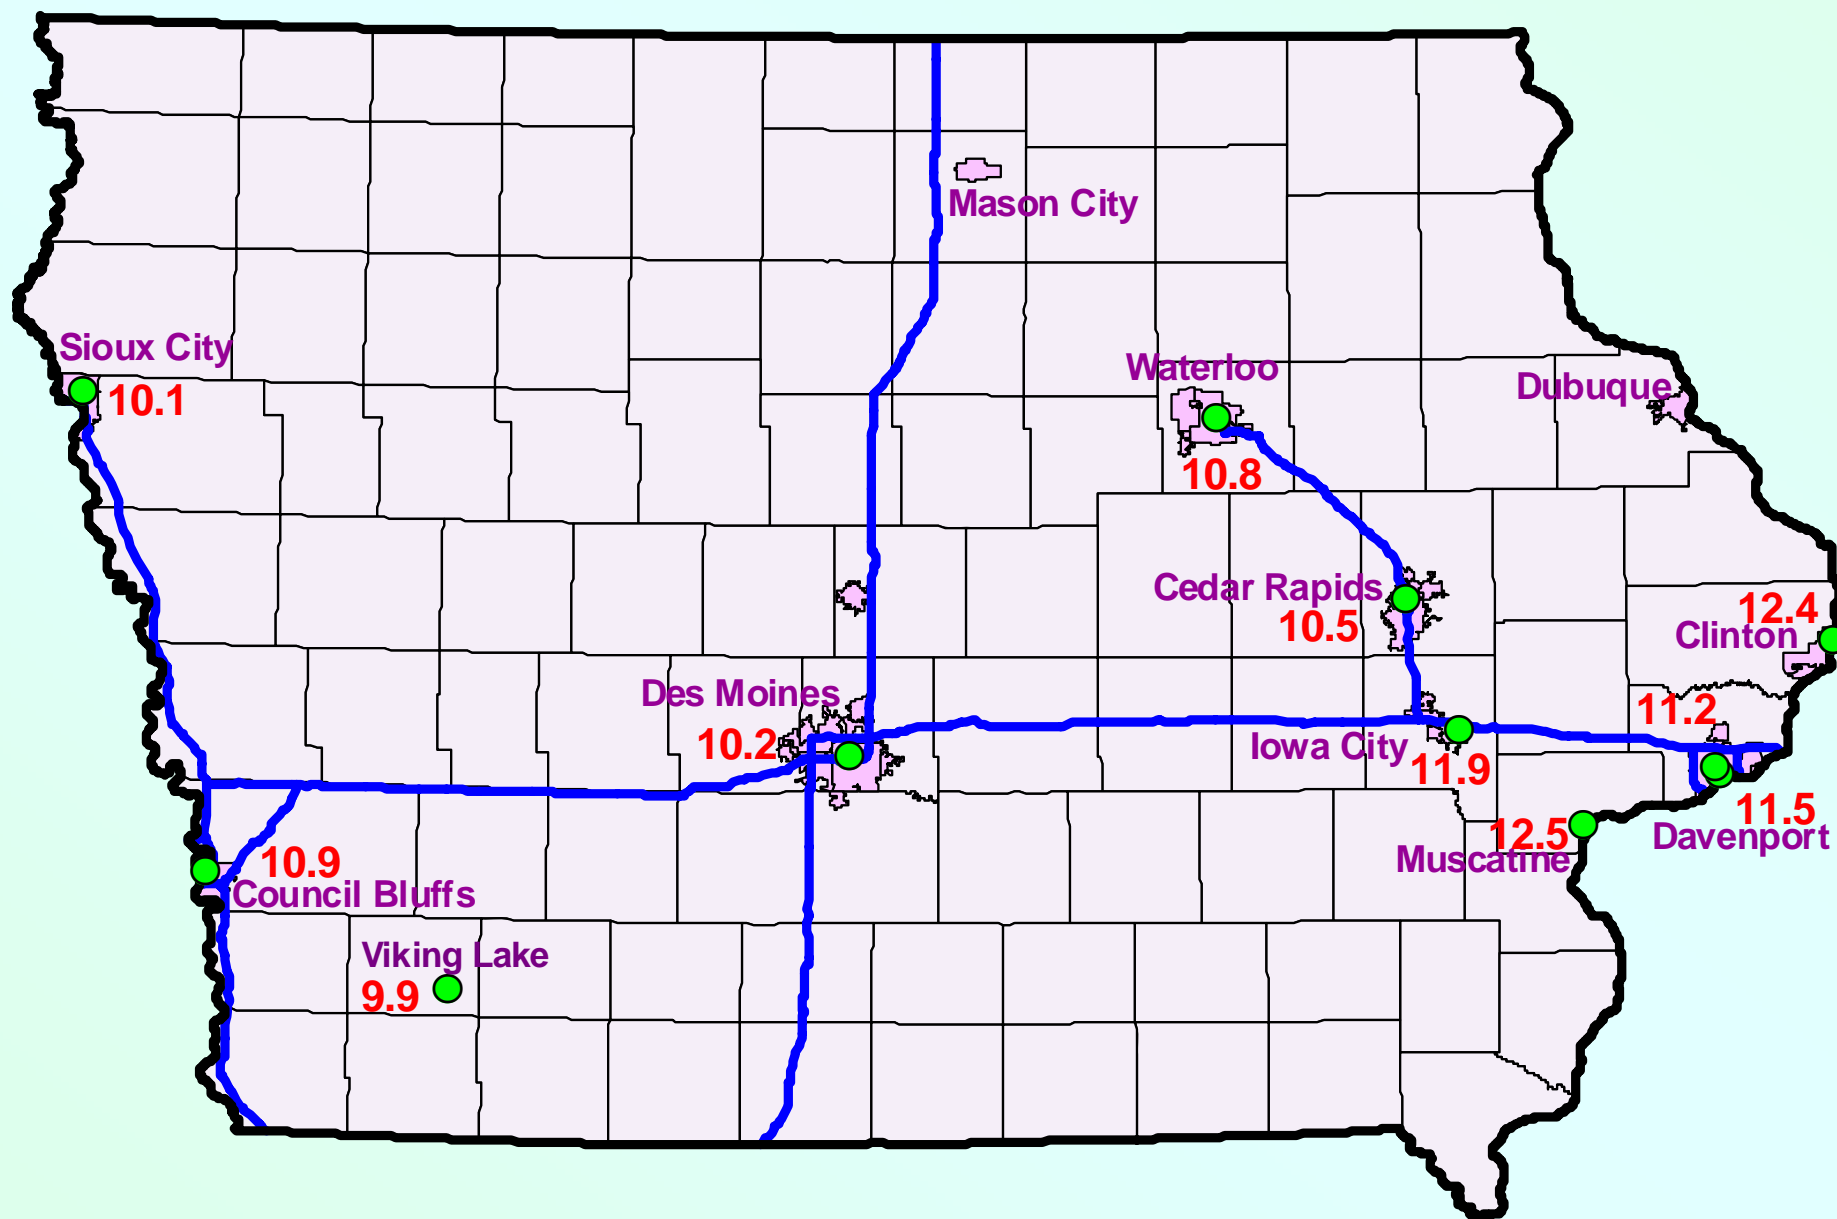 Mason City
Sioux City
10.1
Waterloo
10.8
Dubuque
Cedar Rapids
10.5
12.4
Clinton
Des Moines
10.2
11.2
Iowa City
11.9
11.5
Davenport
12.5
Muscatine
10.9
Council Bluffs
Viking Lake
9.9